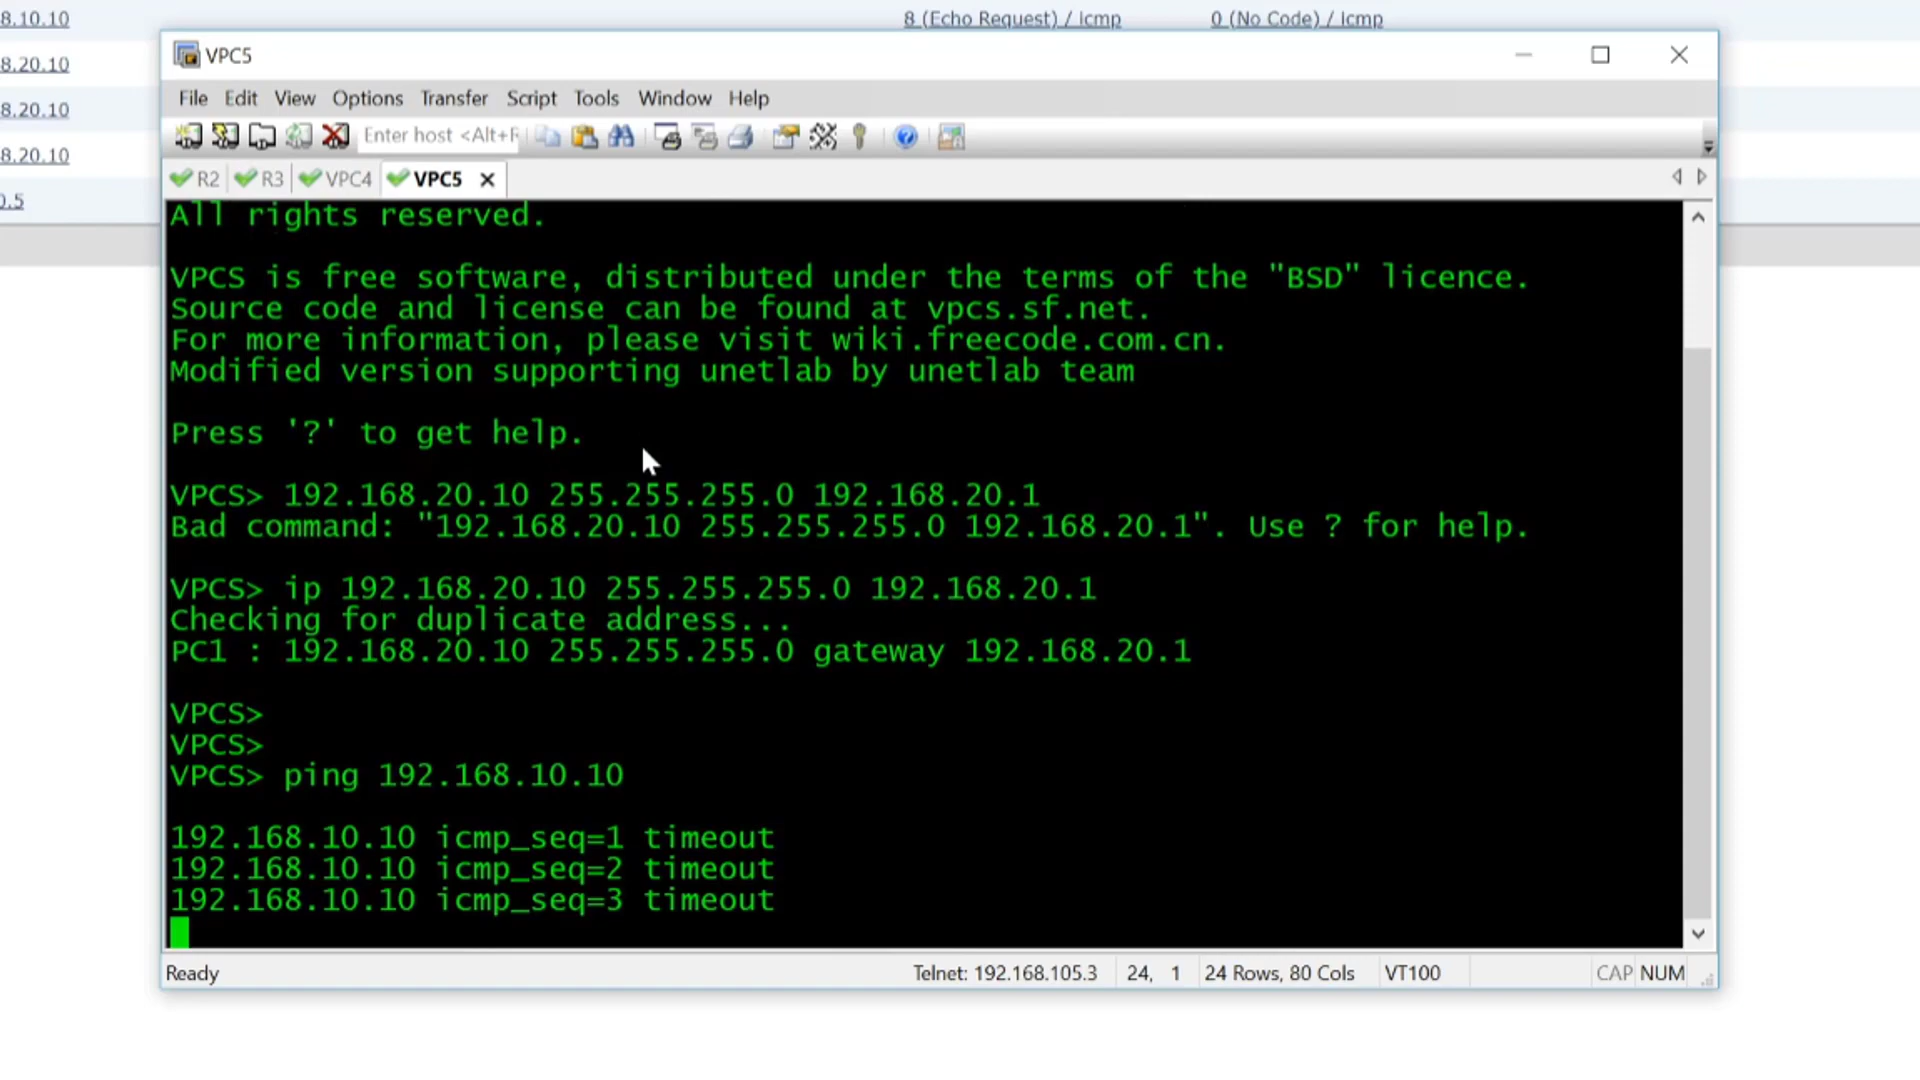 8.10.10
8 (Echo Request) / icmp
0 (No Code) / icmp
8.20.10
8.20.10
8.20.10
0.5
VPC5
File Edit View Options Transfer Script Tools Window Help
Enter host <Alt+R
R2 R3 VPC4 VPC5
All rights reserved.
VPCS is free software, distributed under the terms of the "BSD" licence.
Source code and license can be found at vpcs.sf.net.
For more information, please visit wiki.freecode.com.cn.
Modified version supporting unetlab by unetlab team
Press '?' to get help.
VPCS> 192.168.20.10 255.255.255.0 192.168.20.1
Bad command: "192.168.20.10 255.255.255.0 192.168.20.1". Use ? for help.
VPCS> ip 192.168.20.10 255.255.255.0 192.168.20.1
Checking for duplicate address...
PC1 : 192.168.20.10 255.255.255.0 gateway 192.168.20.1
VPCS>
VPCS>
VPCS> ping 192.168.10.10
192.168.10.10 icmp_seq=1 timeout
192.168.10.10 icmp_seq=2 timeout
192.168.10.10 icmp_seq=3 timeout
Ready Telnet: 192.168.105.3 24, 1 24 Rows, 80 Cols VT100 CAP NUM